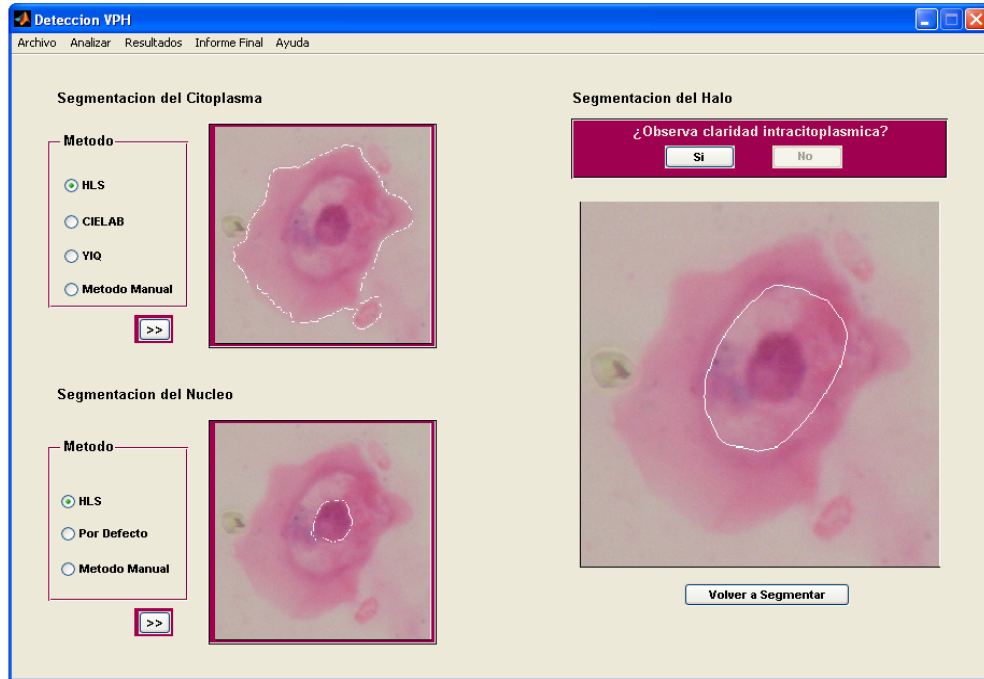 Deteccion VPH
Archivo Analizar Resultados Informe Final Ayuda
Segmentacion del Citoplasma
Metodo
HLS
CIELAB
YIQ
Metodo Manual
>>
Segmentacion del Nucleo
Metodo
HLS
Por Defecto
Metodo Manual
>>
Segmentacion del Halo
¿Observa claridad intracitoplasmica?
Si No
Volver a Segmentar